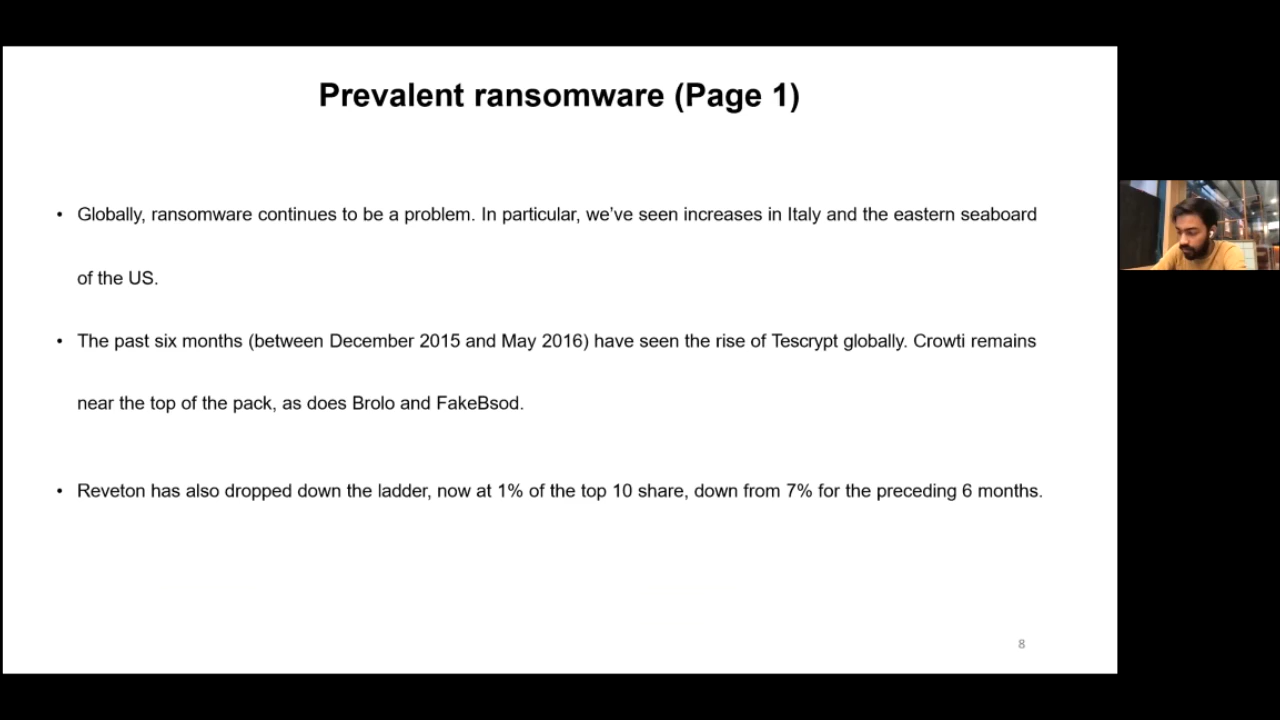 Prevalent ransomware (Page 1)
• Globally, ransomware continues to be a problem. In particular, we’ve seen increases in Italy and the eastern seaboard
of the US.
• The past six months (between December 2015 and May 2016) have seen the rise of Tescrypt globally. Crowti remains
near the top of the pack, as does Brolo and FakeBsod.
• Reveton has also dropped down the ladder, now at 1% of the top 10 share, down from 7% for the preceding 6 months.
8